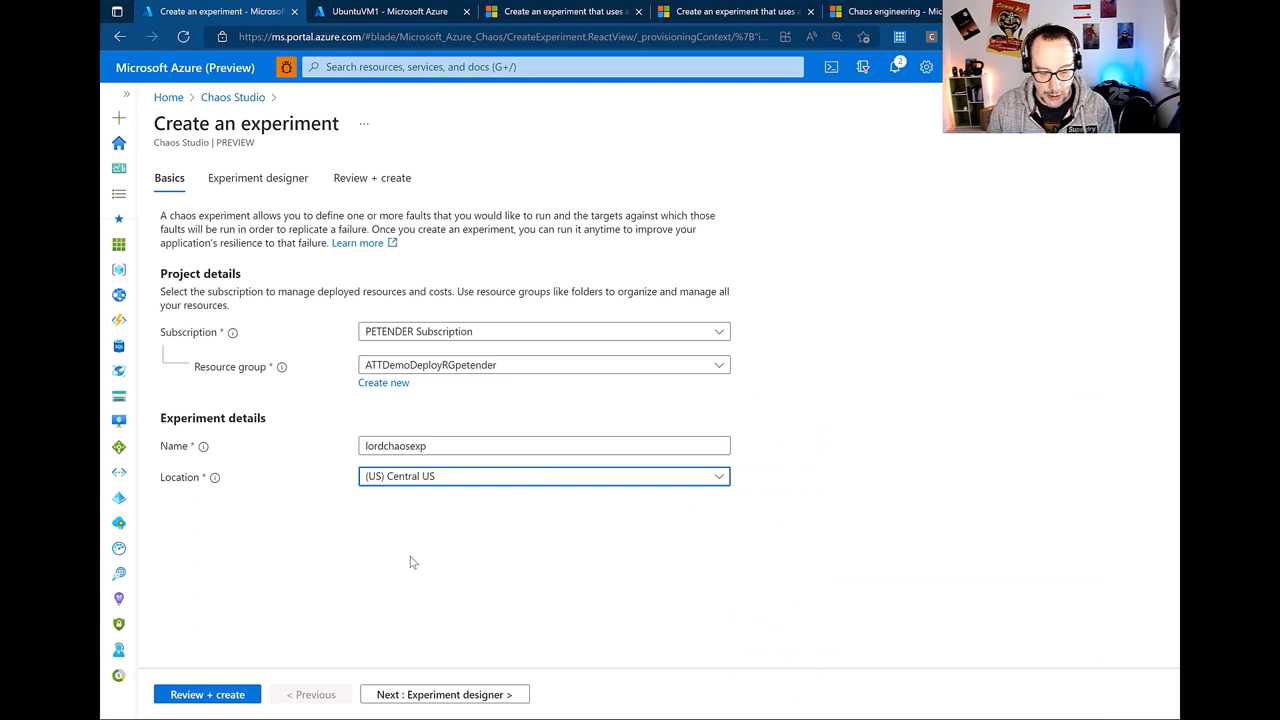 Create an experiment - Microsoft
UbuntuVM1 - Microsoft Azure
Create an experiment that uses a
Create an experiment that uses a
Chaos engineering - Mi
https://ms.portal.azure.com/#blade/Microsoft_Azure_Chaos/CreateExperiment.ReactView/_provisioningContext/%7B"i...
C
Microsoft Azure (Preview)
Search resources, services, and docs (G+/)
2
Home > Chaos Studio >
Create an experiment ...
Chaos Studio | PREVIEW
Basics
Experiment designer
Review + create
A chaos experiment allows you to define one or more faults that you would like to run and the targets against which those
faults will be run in order to replicate a failure. Once you create an experiment, you can run it anytime to improve your
application's resilience to that failure. Learn more
Project details
Select the subscription to manage deployed resources and costs. Use resource groups like folders to organize and manage all
your resources.
Subscription *
PETENDER Subscription
Resource group *
ATTDemoDeployRGpetender
Create new
Experiment details
Name *
lordchaosexp
Location *
(US) Central US
Review + create
< Previous
Next : Experiment designer >